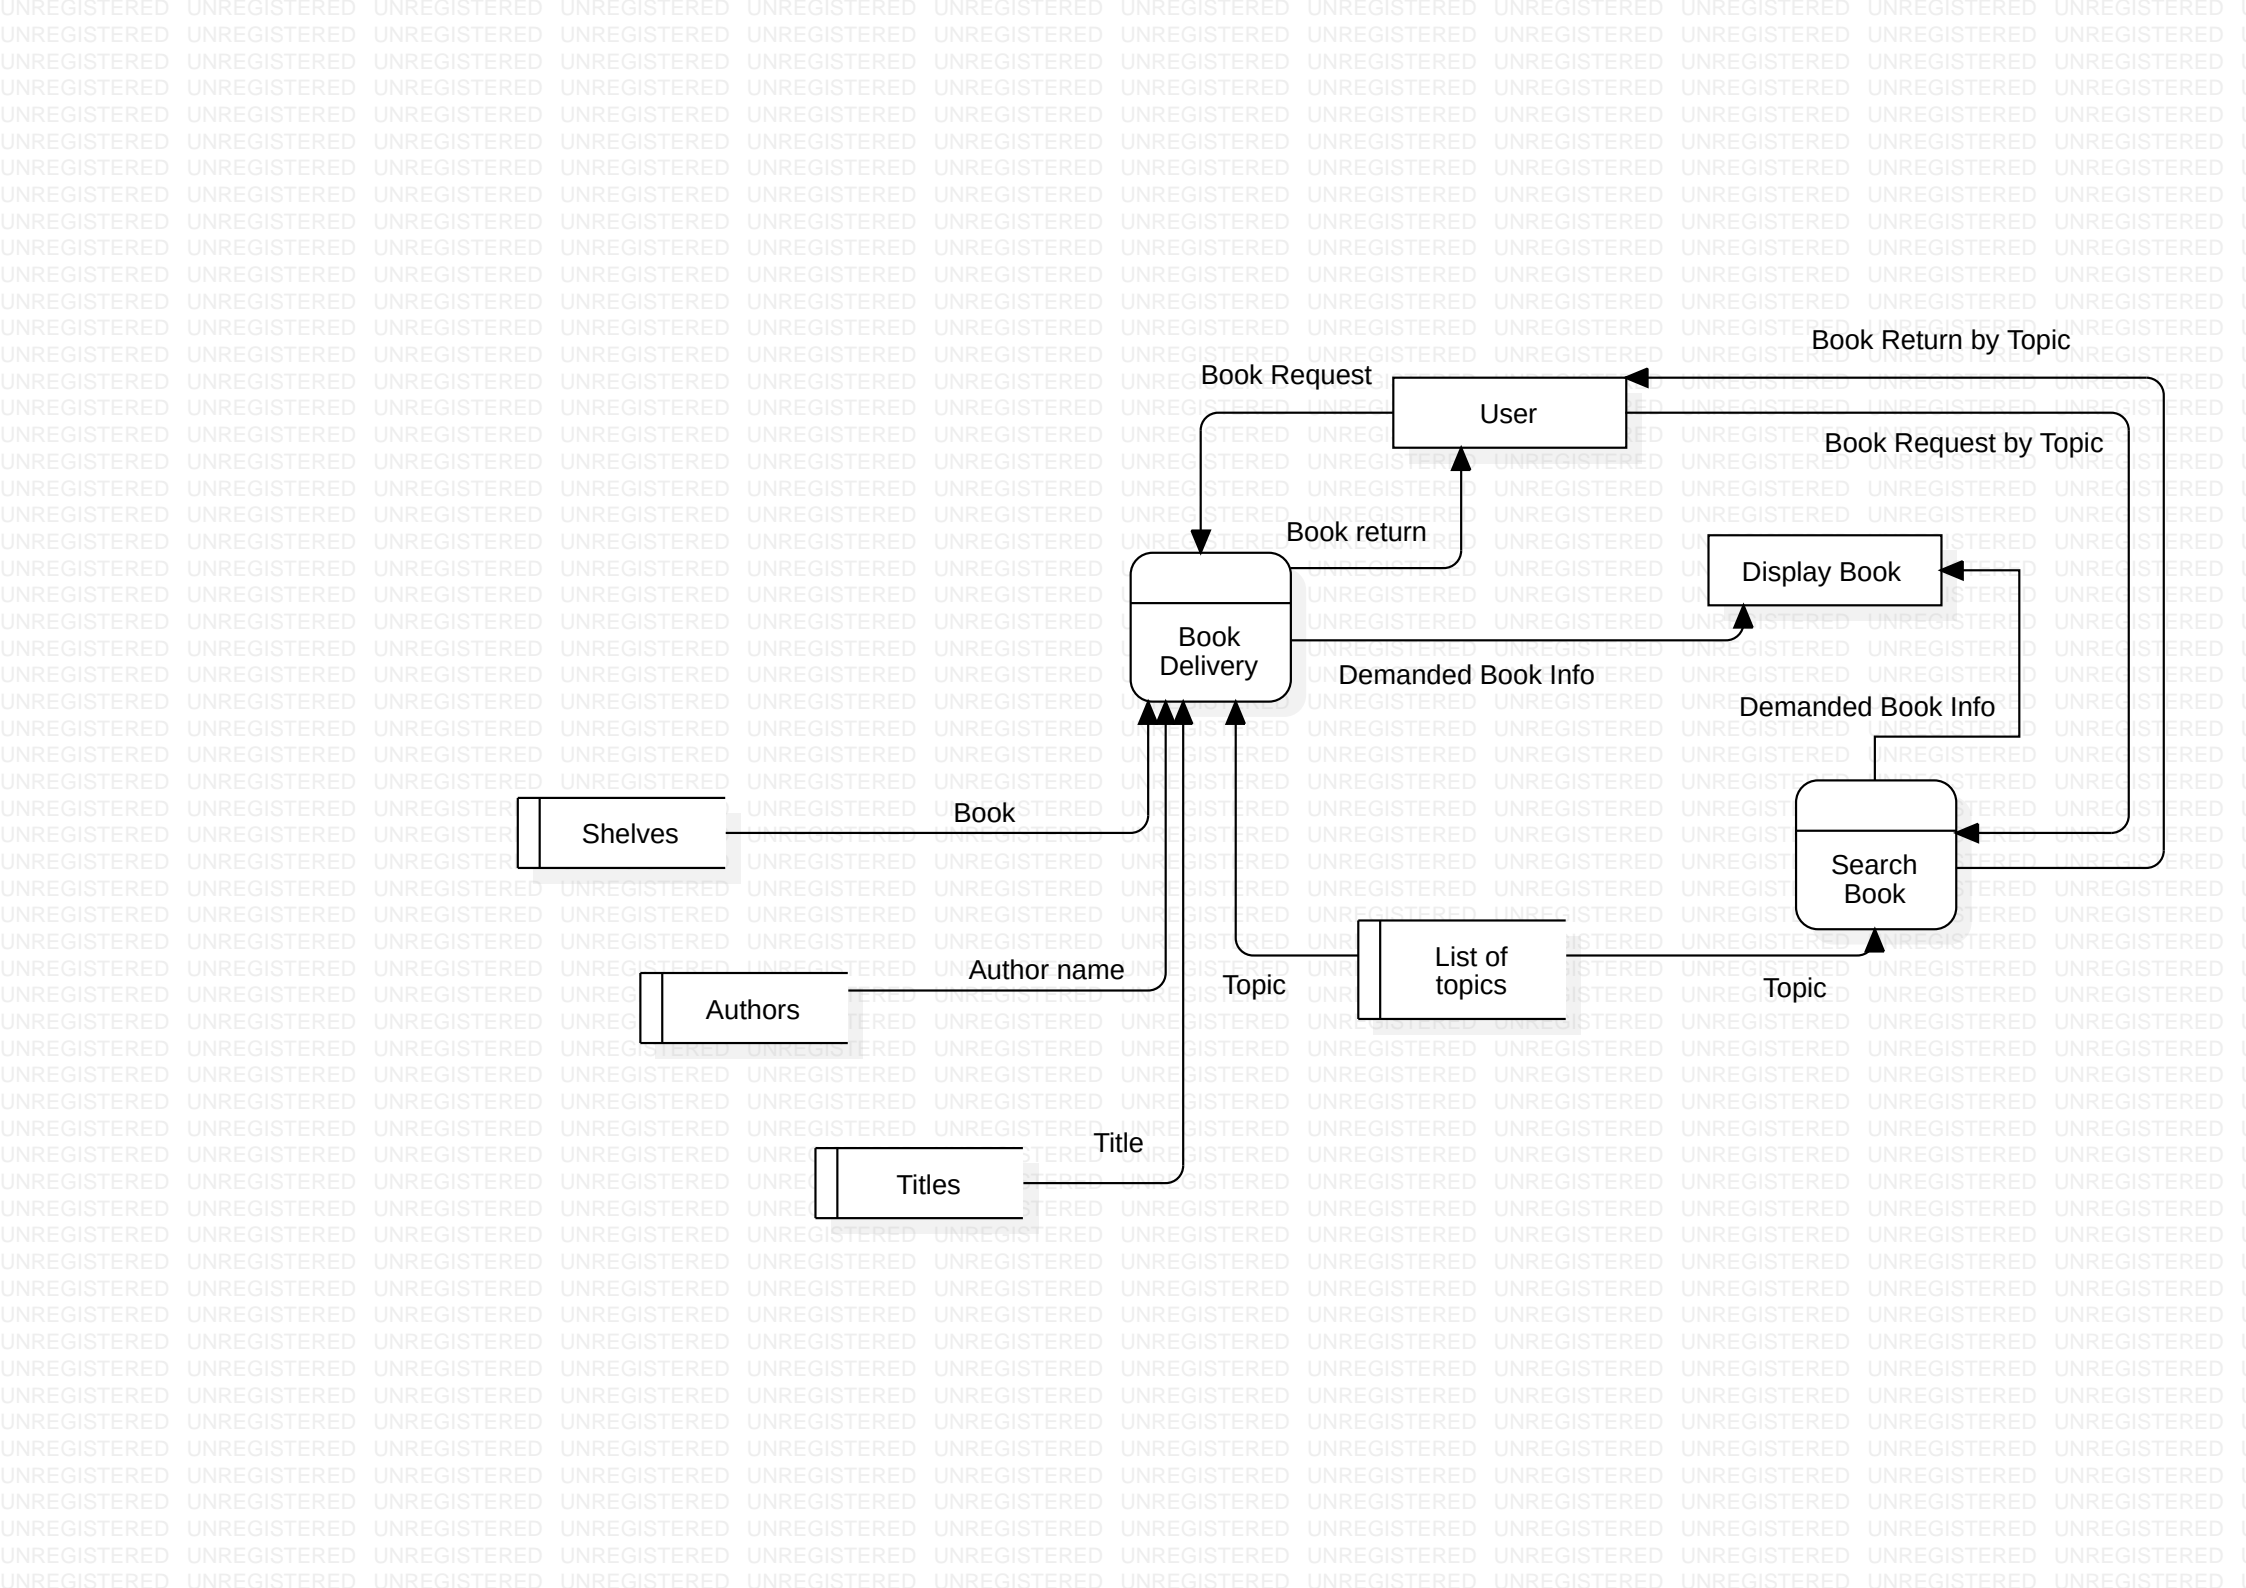 Book Return by Topic
Book Request
User
Book Request by Topic
Book return
Display Book
Book
Delivery
Demanded Book Info
Demanded Book Info
Shelves
Book
Search
Book
List of
topics
Author name
Topic
Topic
Authors
Title
Titles
UNREGISTERED